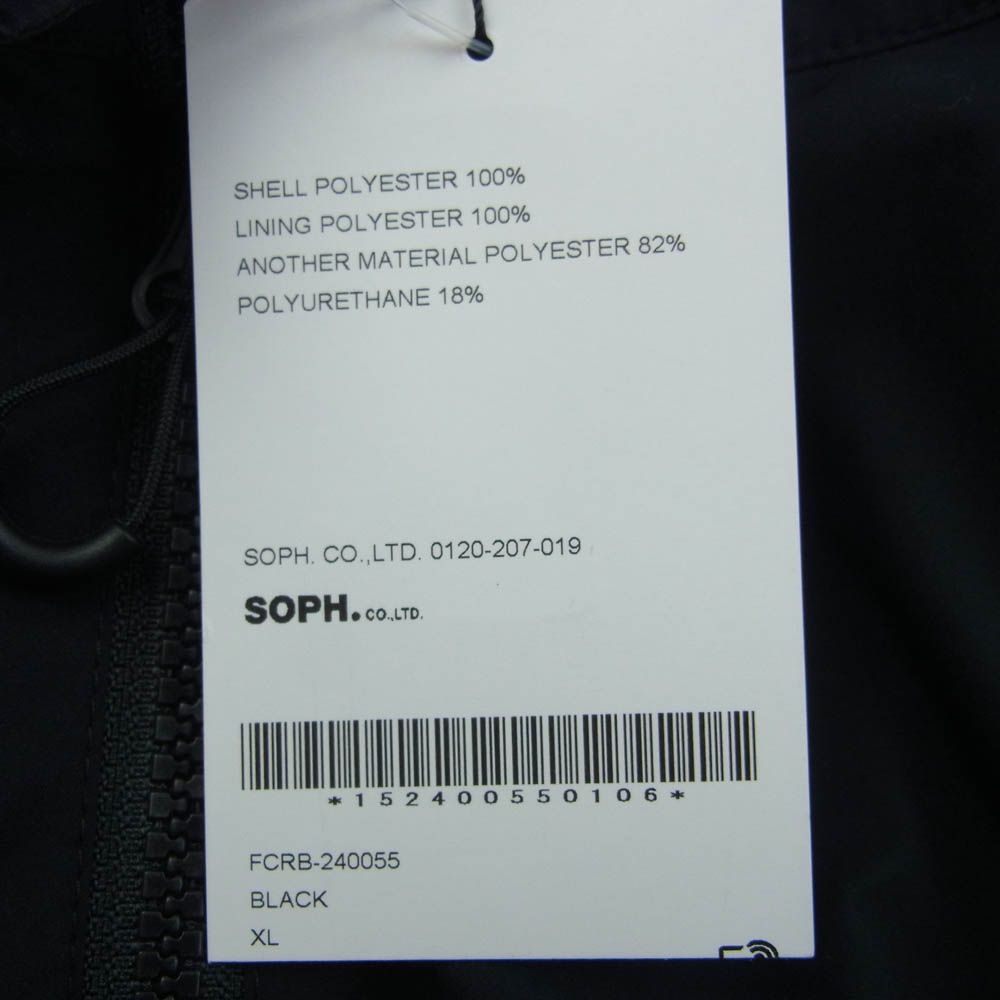 SHELL POLYESTER 100%
LINING POLYESTER 100%
ANOTHER MATERIAL POLYESTER 82%
POLYURETHANE 18%
SOPH. CO.,LTD. 0120-207-019
SOPH. CO.,LTD.
*152400550106*
FCRB-240055
BLACK
XL